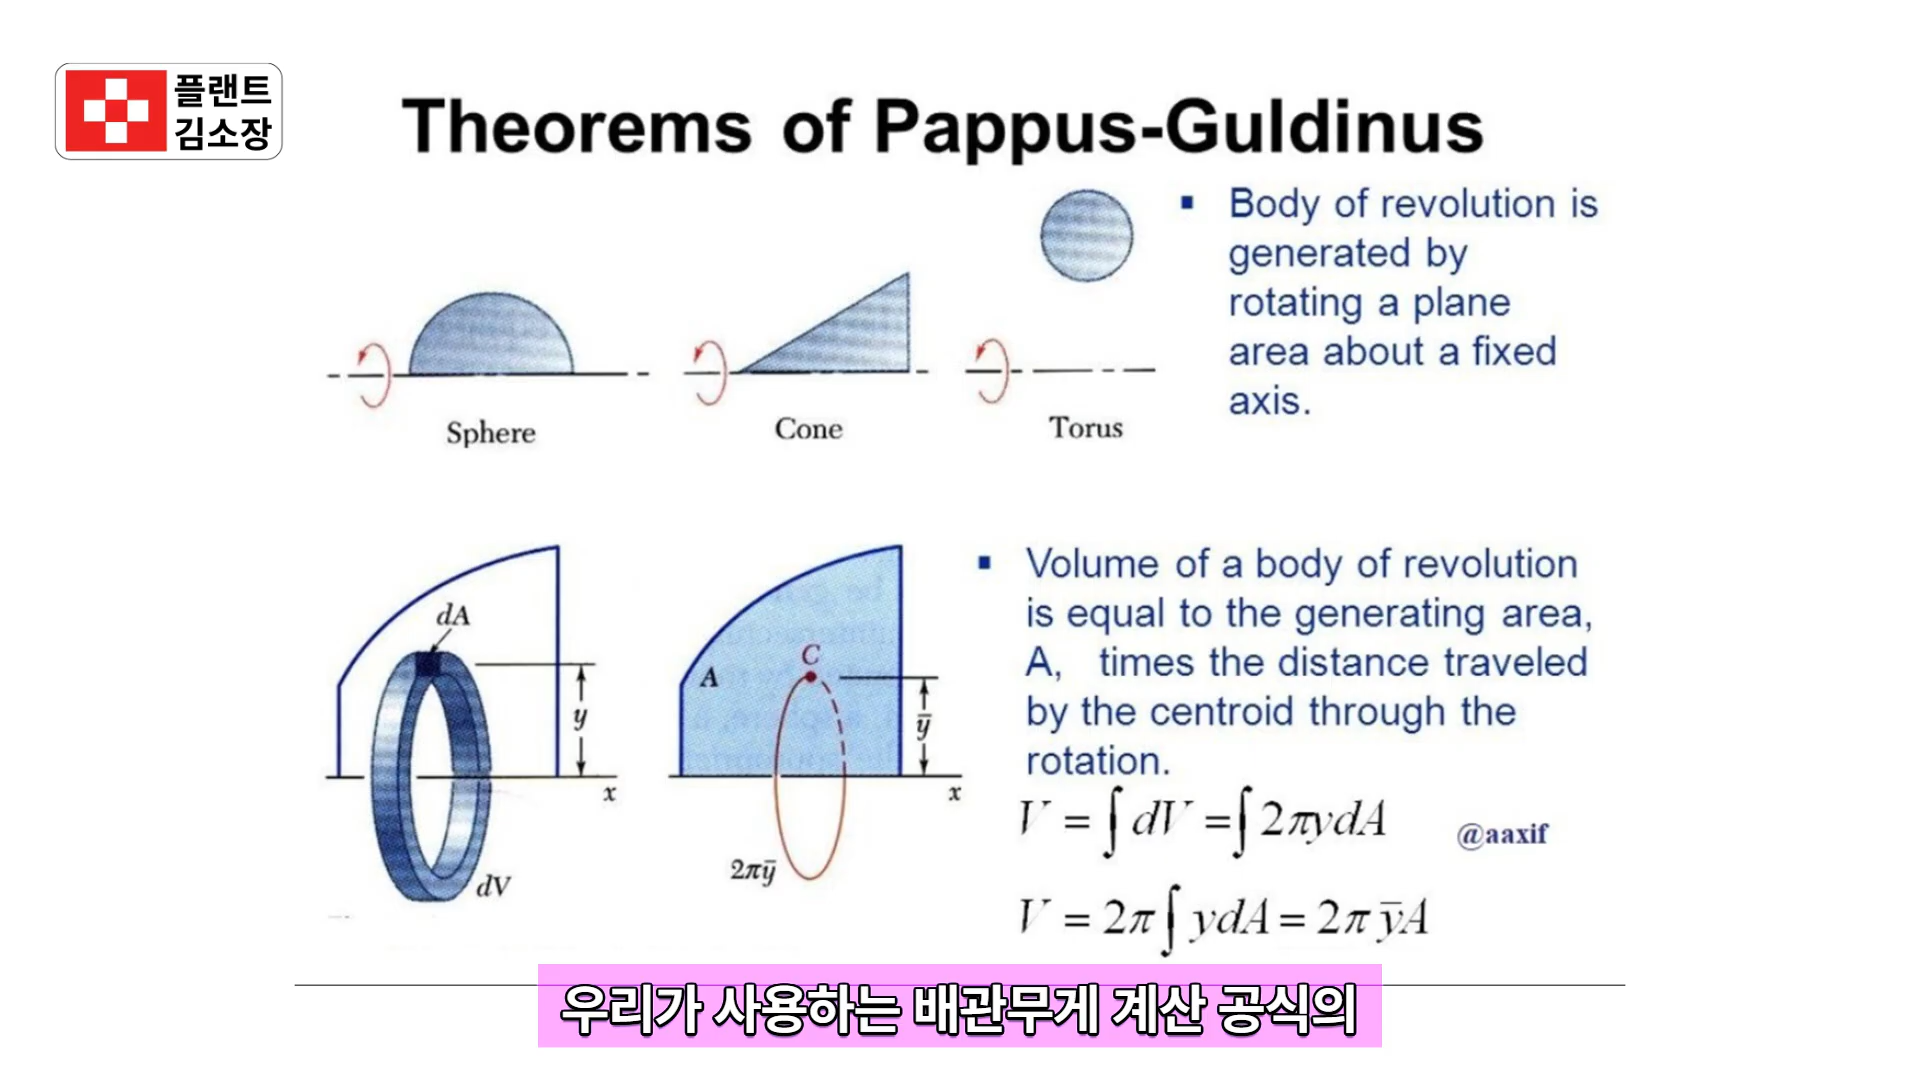 플랜트
김소장
Theorems of Pappus-Guldinus
▪ Body of revolution is
generated by
rotating a plane
area about a fixed
axis.
Sphere
Cone
Torus
dA
y
x
dV
A
C
ȳ
x
2πȳ
▪ Volume of a body of revolution
is equal to the generating area,
A, times the distance traveled
by the centroid through the
rotation.
V = ∫ dV = ∫ 2πydA
@aaxif
V = 2π ∫ ydA = 2π ȳA
우리가 사용하는 배관무게 계산 공식의